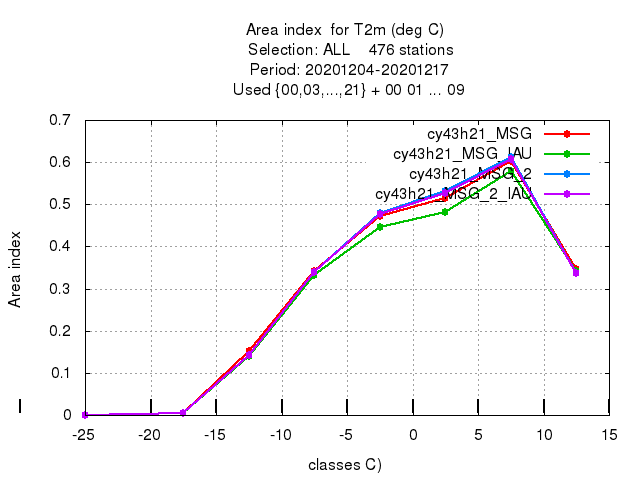 Area index for T2m (deg C)
Selection: ALL 476 stations
Period: 20201204-20201217
Used {00,03,...,21} + 00 01 ... 09
0.7
0.6
0.5
0.4
0.3
0.2
0.1
0
Area index
cy43h21_MSG
cy43h21_MSG_IAU
cy43h21_MSG_2
cy43h21_MSG_2_IAU
-25 -20 -15 -10 -5 0 5 10 15
classes C)